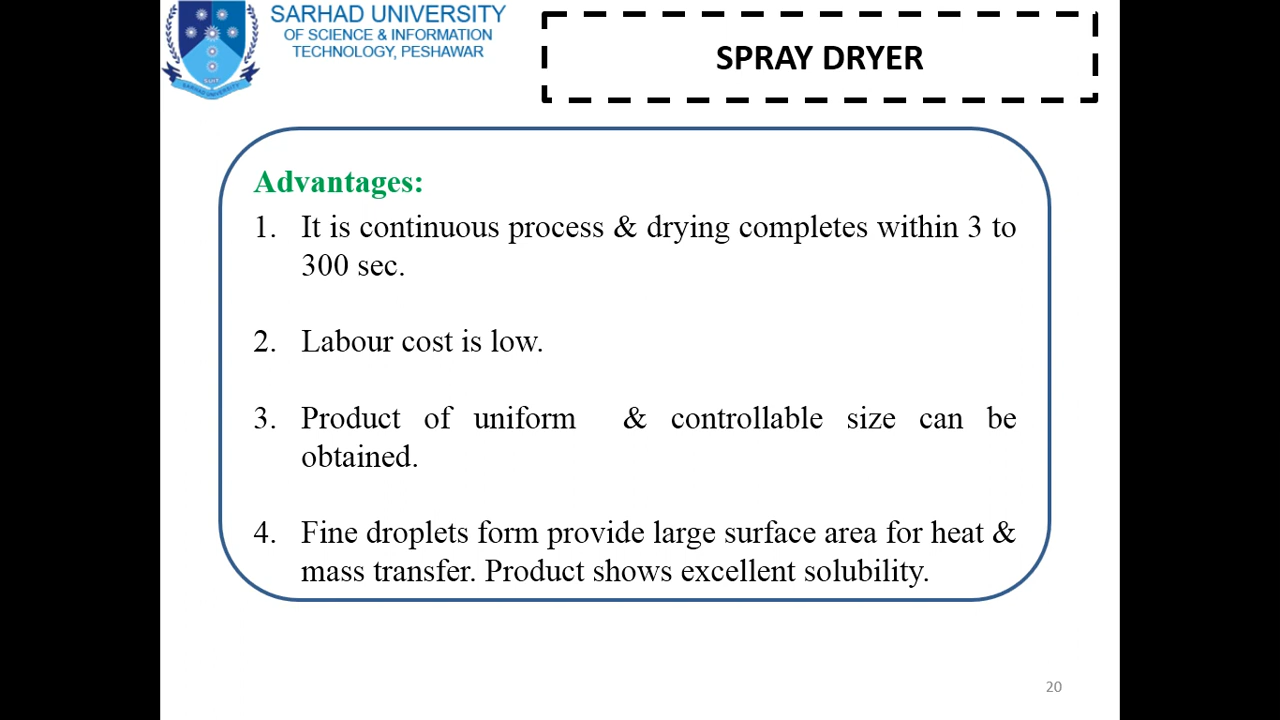 SARHAD UNIVERSITY
OF SCIENCE & INFORMATION
TECHNOLOGY, PESHAWAR
SPRAY DRYER
Advantages:
1. It is continuous process & drying completes within 3 to
300 sec.
2. Labour cost is low.
3. Product of uniform & controllable size can be
obtained.
4. Fine droplets form provide large surface area for heat &
mass transfer. Product shows excellent solubility.
20